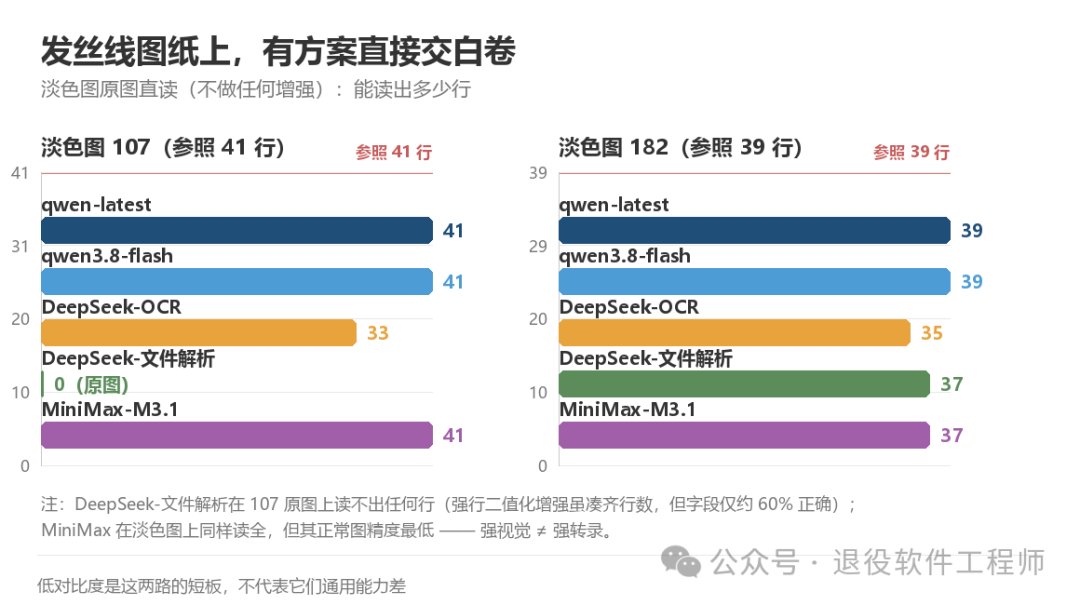 发丝线图纸上，有方案直接交白卷
淡色图原图直读（不做任何增强）：能读出多少行
淡色图 107（参照 41 行）
参照 41 行
41
qwen-latest
41
31
qwen3.8-flash
41
DeepSeek-OCR
20
33
DeepSeek-文件解析
0（原图）
10
MiniMax-M3.1
41
0
淡色图 182（参照 39 行）
参照 39 行
39
qwen-latest
39
29
qwen3.8-flash
39
DeepSeek-OCR
20
35
DeepSeek-文件解析
37
10
MiniMax-M3.1
37
0
注：DeepSeek-文件解析在 107 原图上读不出任何行（强行二值化增强虽凑齐行数，但字段仅约 60% 正确）；
MiniMax 在淡色图上同样读全，但其正常图精度最低 —— 强视觉 ≠ 强转录。
公众号 · 退役软件工程师
低对比度是这两路的短板，不代表它们通用能力差